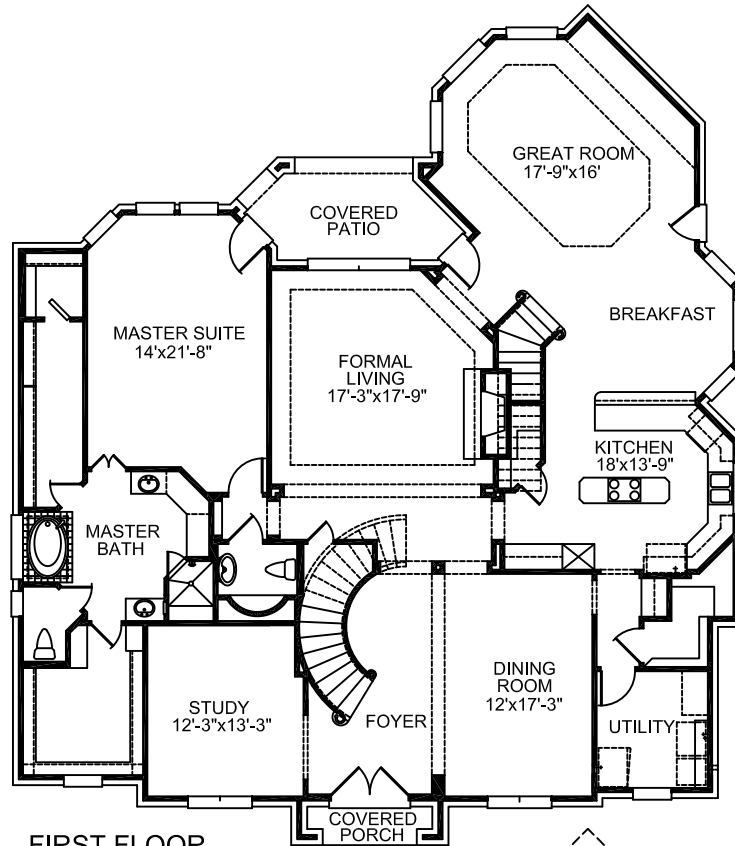 GREAT ROOM
17'-9"x16'
COVERED
PATIO
BREAKFAST
MASTER SUITE
14'x21'-8"
FORMAL
LIVING
17'-3"x17'-9"
KITCHEN
18'x13'-9"
MASTER
BATH
STUDY
12'-3"x13'-3"
FOYER
DINING
ROOM
12'x17'-3"
UTILITY
COVERED
PORCH
FIRST FLOOR